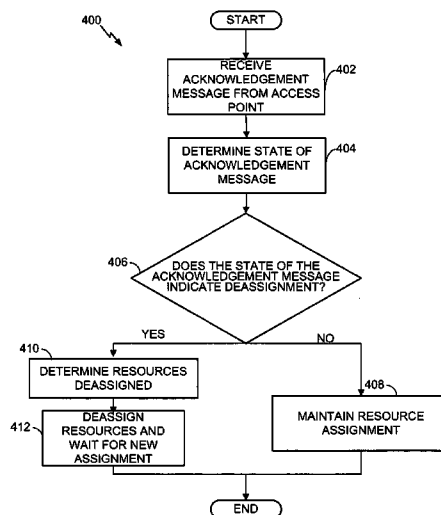 START
400
RECEIVE
ACKNOWLEDGEMENT
MESSAGE FROM ACCESS
POINT
402
DETERMINE STATE OF
ACKNOWLEDGEMENT
MESSAGE
404
406
DOES THE STATE OF THE
ACKNOWLEDGEMENT MESSAGE
INDICATE DEASSIGNMENT?
YES
NO
410
DETERMINE RESOURCES
DEASSIGNED
408
MAINTAIN RESOURCE
ASSIGNMENT
412
DEASSIGN
RESOURCES AND
WAIT FOR NEW
ASSIGNMENT
END